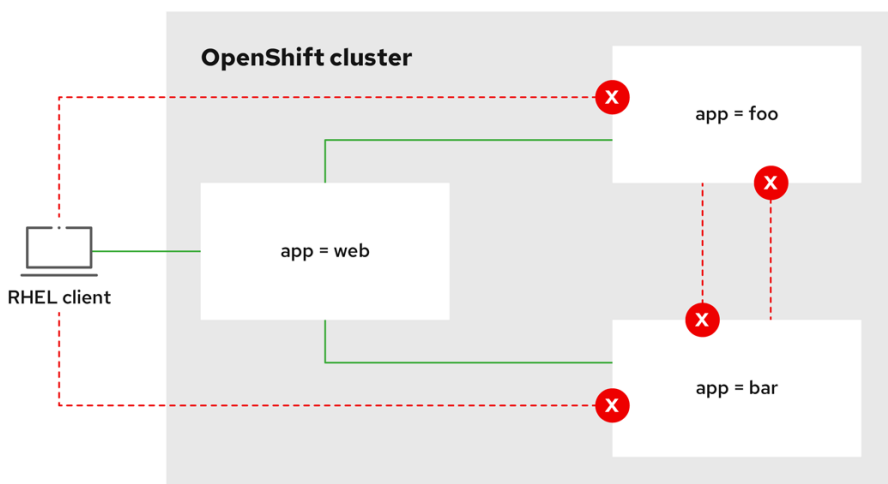 OpenShift cluster
X
app = foo
X
app = web
RHEL client
X
app = bar
X